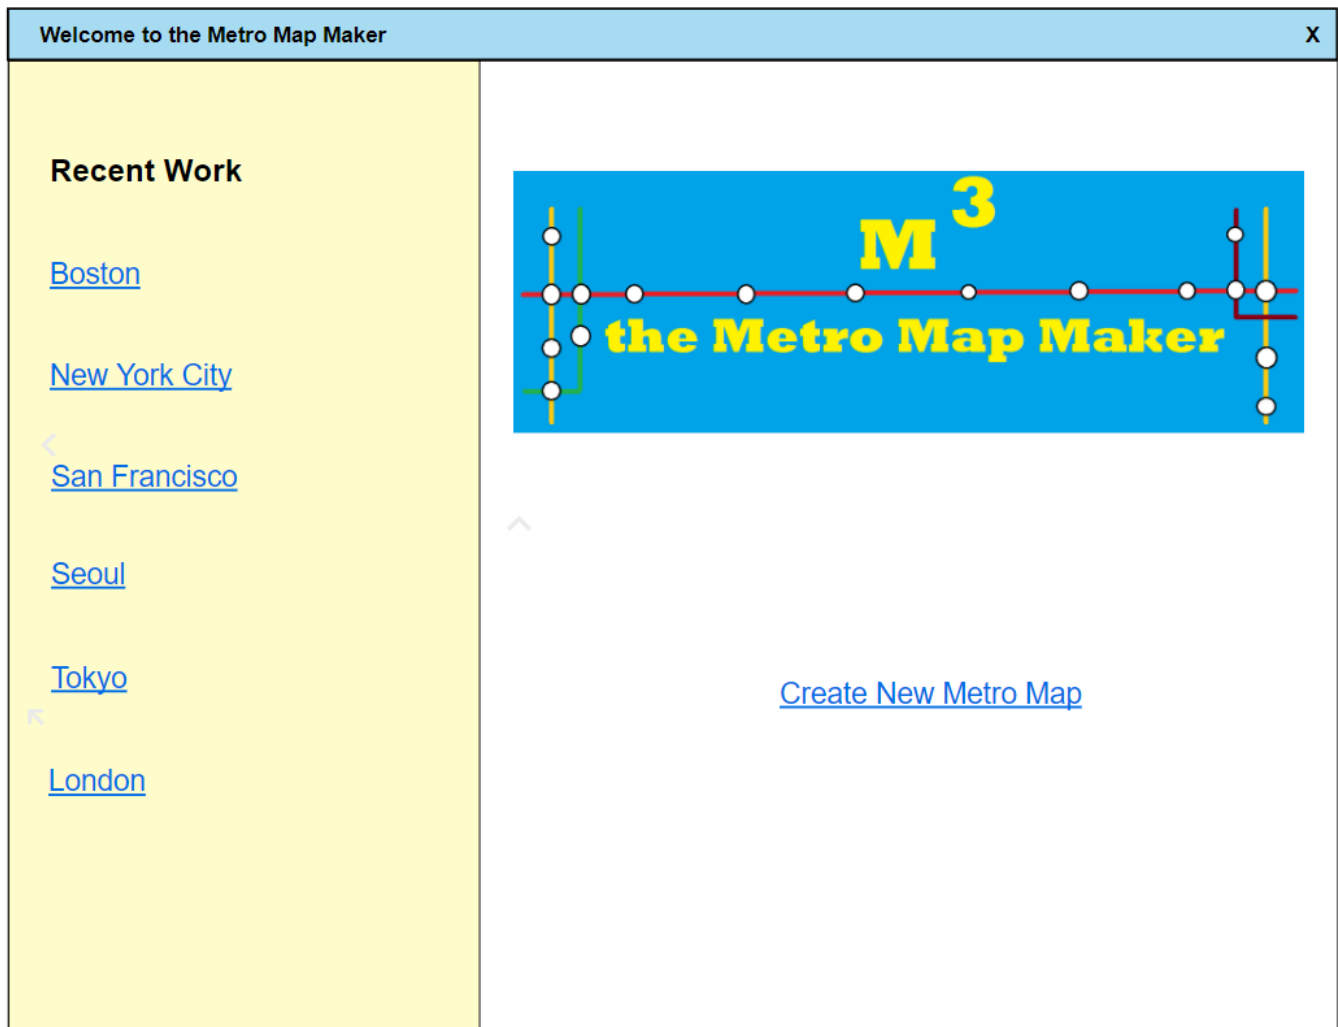 Welcome to the Metro Map Maker
X
Recent Work
Boston
New York City
San Francisco
Seoul
Tokyo
London
M 3
the Metro Map Maker
Create New Metro Map